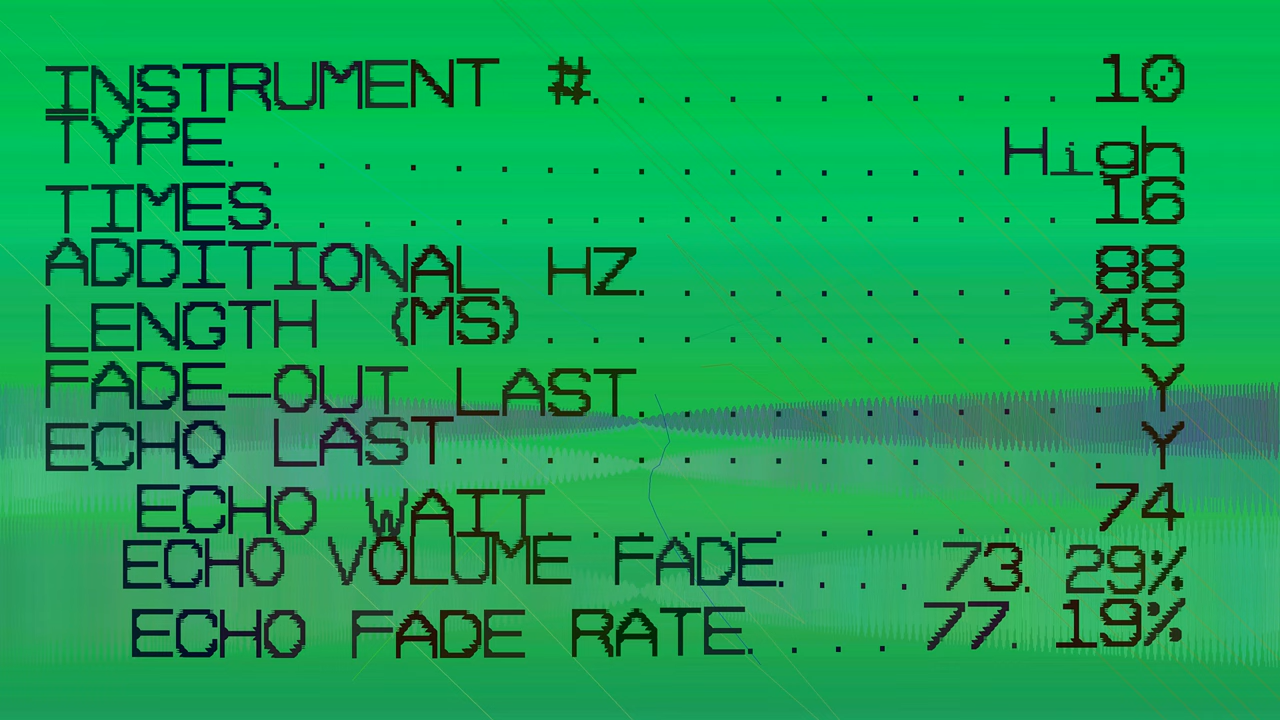 INSTRUMENT #. . . . . . . . . . . 10
TYPE. . . . . . . . . . . . . . . . . High
TIMES. . . . . . . . . . . . . . . . . . 16
ADDITIONAL HZ. . . . . . . . . . 88
LENGTH (MS) . . . . . . . . . . . 349
FADE-OUT LAST. . . . . . . . . . . Y
ECHO LAST. . . . . . . . . . . . . . . Y
ECHO WAIT. . . . . . . . . . . . 74
ECHO VOLUME FADE. . . . 73. 29%
ECHO FADE RATE. . . . 77. 19%